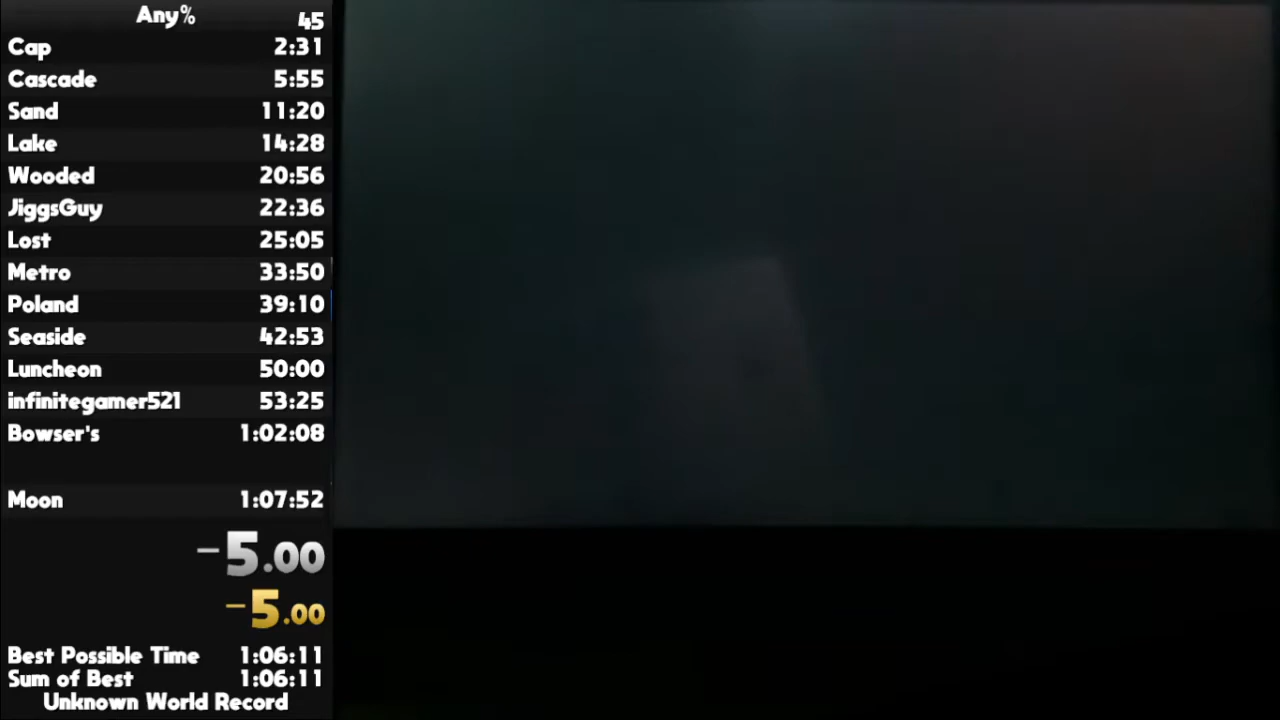 Any% 45
Cap 2:31
Cascade 5:55
Sand 11:20
Lake 14:28
Wooded 20:56
JiggsGuy 22:36
Lost 25:05
Metro 33:50
Poland 39:10
Seaside 42:53
Luncheon 50:00
infinitegamer521 53:25
Bowser's 1:02:08
Moon 1:07:52
−5.00
−5.00
Best Possible Time 1:06:11
Sum of Best 1:06:11
Unknown World Record